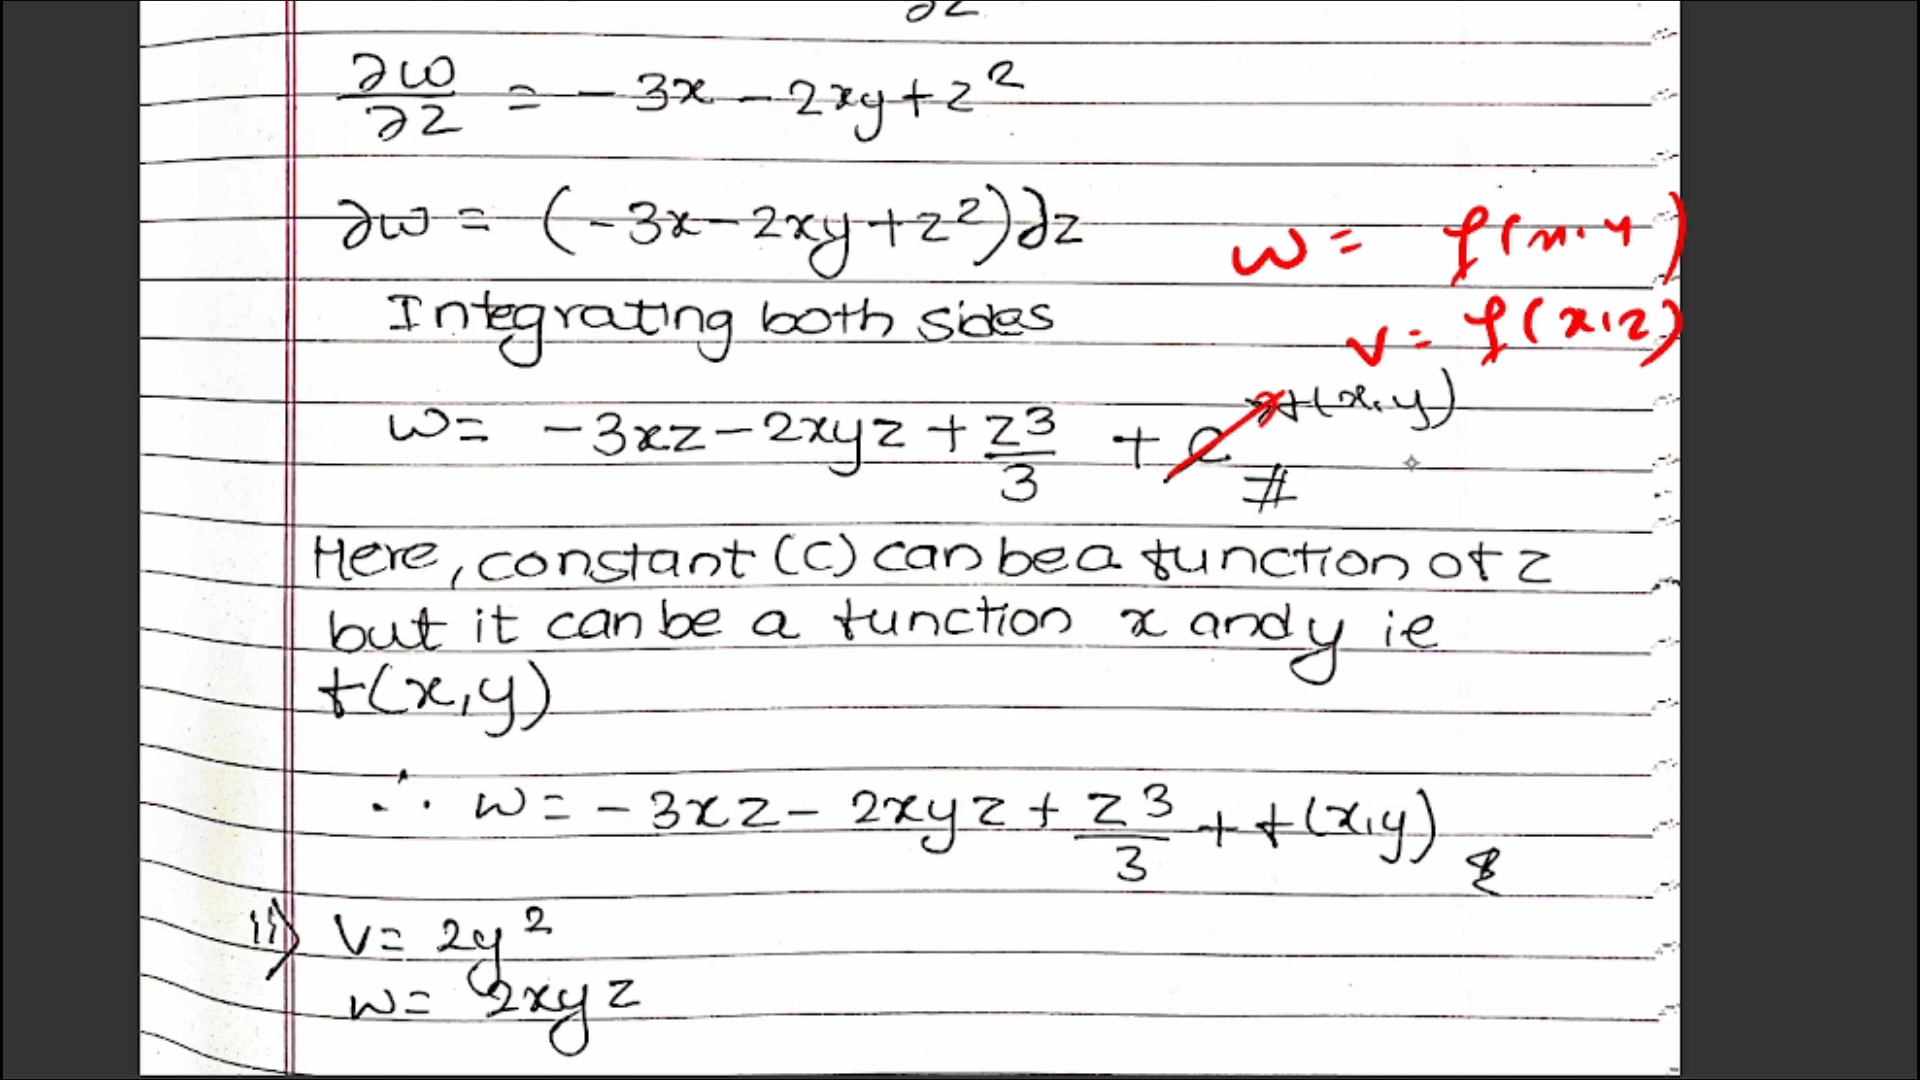 ∂z
∂w/∂z = -3x - 2xy + z²
∂w = (-3x - 2xy + z²)∂z
w = f(x,y)
Integrating both sides
v = f(x,z)
w = -3xz - 2xyz + z³/3 + c f(x,y)
Here, constant (c) can be a function of z
but it can be a function x and y ie
f(x,y)
∴ w = -3xz - 2xyz + z³/3 + f(x,y)
ii) v = 2y²
w = 2xyz